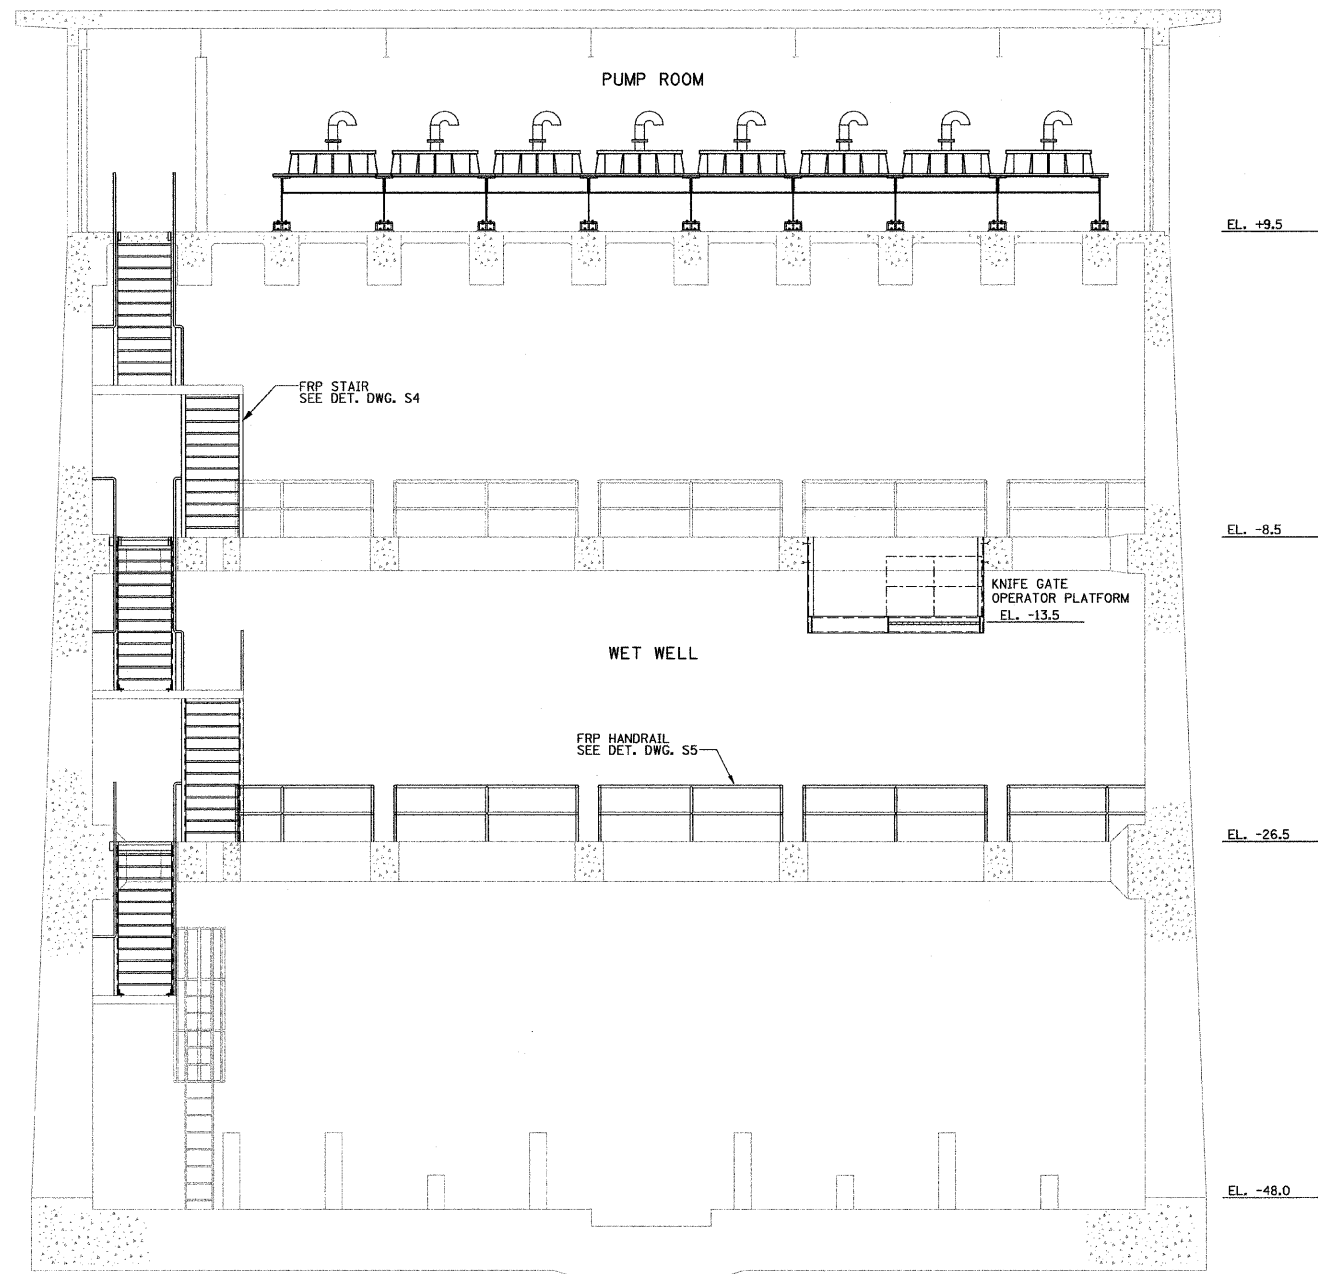 PUMP ROOM
EL. +9.5
FRP STAIR
SEE DET. DWG. S4
EL. -8.5
KNIFE GATE
OPERATOR PLATFORM
EL. -13.5
WET WELL
FRP HANDRAIL
SEE DET. DWG. S5
EL. -26.5
EL. -48.0